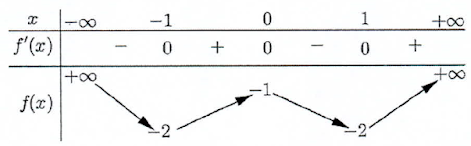 x −∞ −1 0 1 +∞
f′(x) − 0 + 0 − 0 +
+∞ +∞
f(x) −1
−2 −2